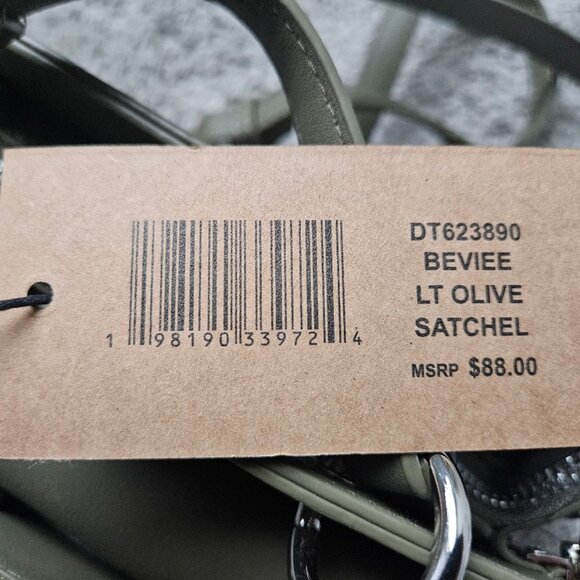 DT623890
BEVIEE
LT OLIVE
SATCHEL
MSRP $88.00
1 98190 33972 4